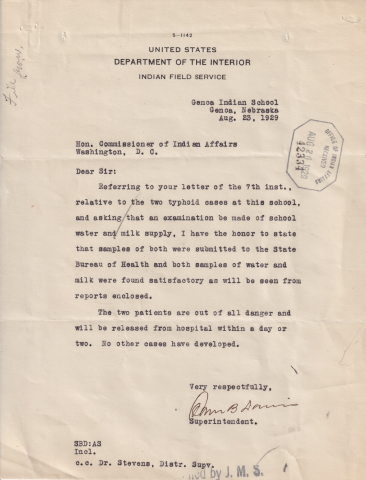 5-1142
UNITED STATES
DEPARTMENT OF THE INTERIOR
INDIAN FIELD SERVICE
Genoa Indian School
Genoa, Nebraska
Aug. 23, 1929
Hon. Commissioner of Indian Affairs
Washington, D. C.
AUG 26 1929
Dear Sir:
Referring to your letter of the 7th inst.,
relative to the two typhoid cases at this school,
and asking that an examination be made of school
water and milk supply, I have the honor to state
that samples of both were submitted to the State
Bureau of Health and both samples of water and
milk were found satisfactory as will be seen from
reports enclosed.
The two patients are out of all danger and
will be released from hospital within a day or
two. No other cases have developed.
Very respectfully,
Superintendent.
SBD:AS
Incl.
c.c. Dr. Stevens, Distr. Supv.
by J. M. S.